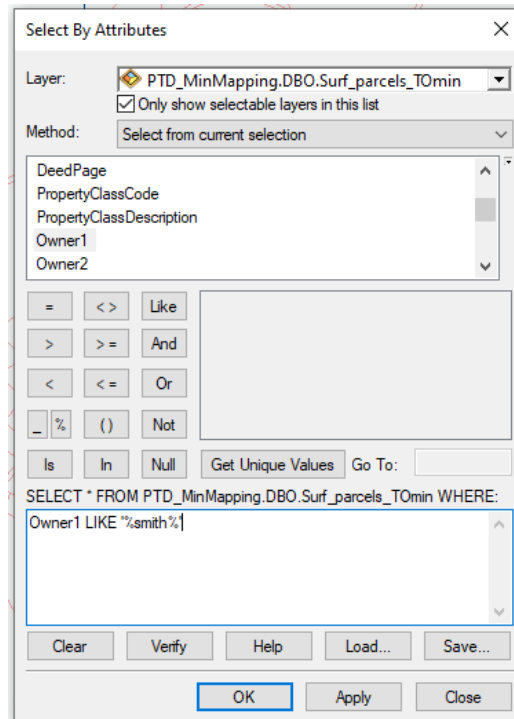 Select By Attributes
Layer: PTD_MinMapping.DBO.Surf_parcels_TOmin
Only show selectable layers in this list
Method: Select from current selection
DeedPage
PropertyClassCode
PropertyClassDescription
Owner1
Owner2
= < > Like
> > = And
< < = Or
_ % ( ) Not
Is In Null Get Unique Values Go To:
SELECT * FROM PTD_MinMapping.DBO.Surf_parcels_TOmin WHERE:
Owner1 LIKE '%smith%'
Clear Verify Help Load... Save...
OK Apply Close